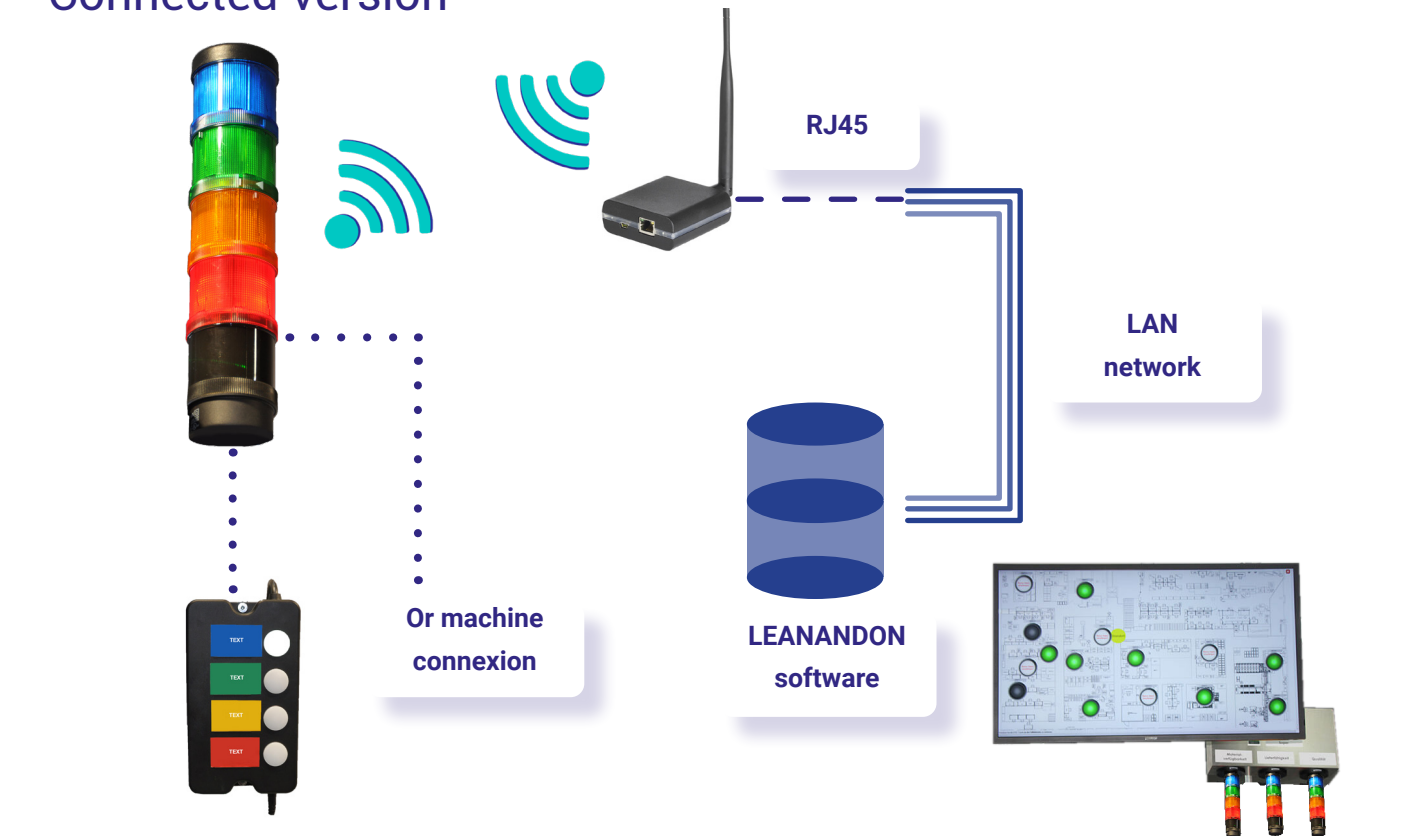 Connected version
RJ45
LAN
network
Or machine
connexion
LEANANDON
software
TEXT
TEXT
TEXT
TEXT